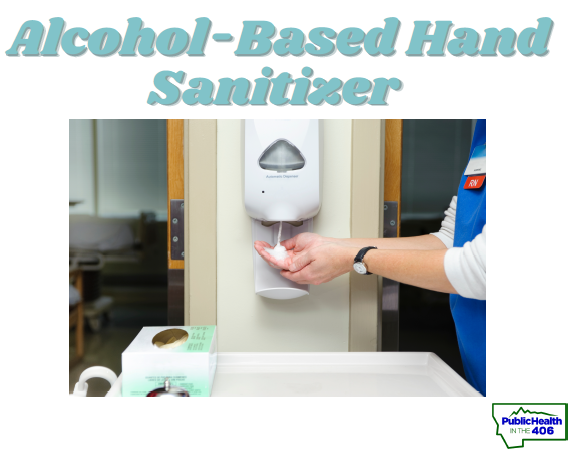 Alcohol-Based Hand
Sanitizer
RN
PublicHealth
IN THE 406